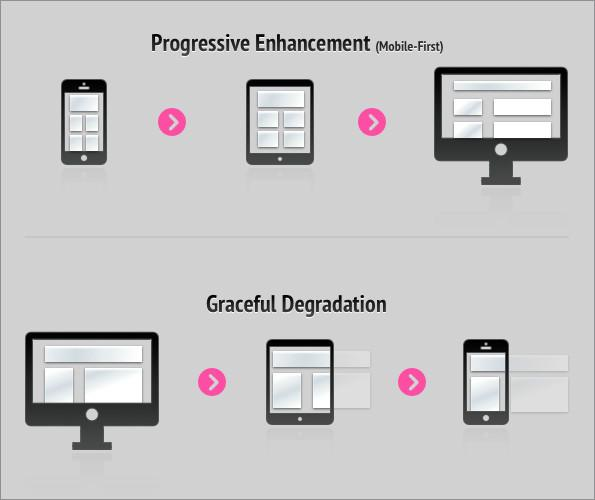 Progressive Enhancement (Mobile-First)
Graceful Degradation